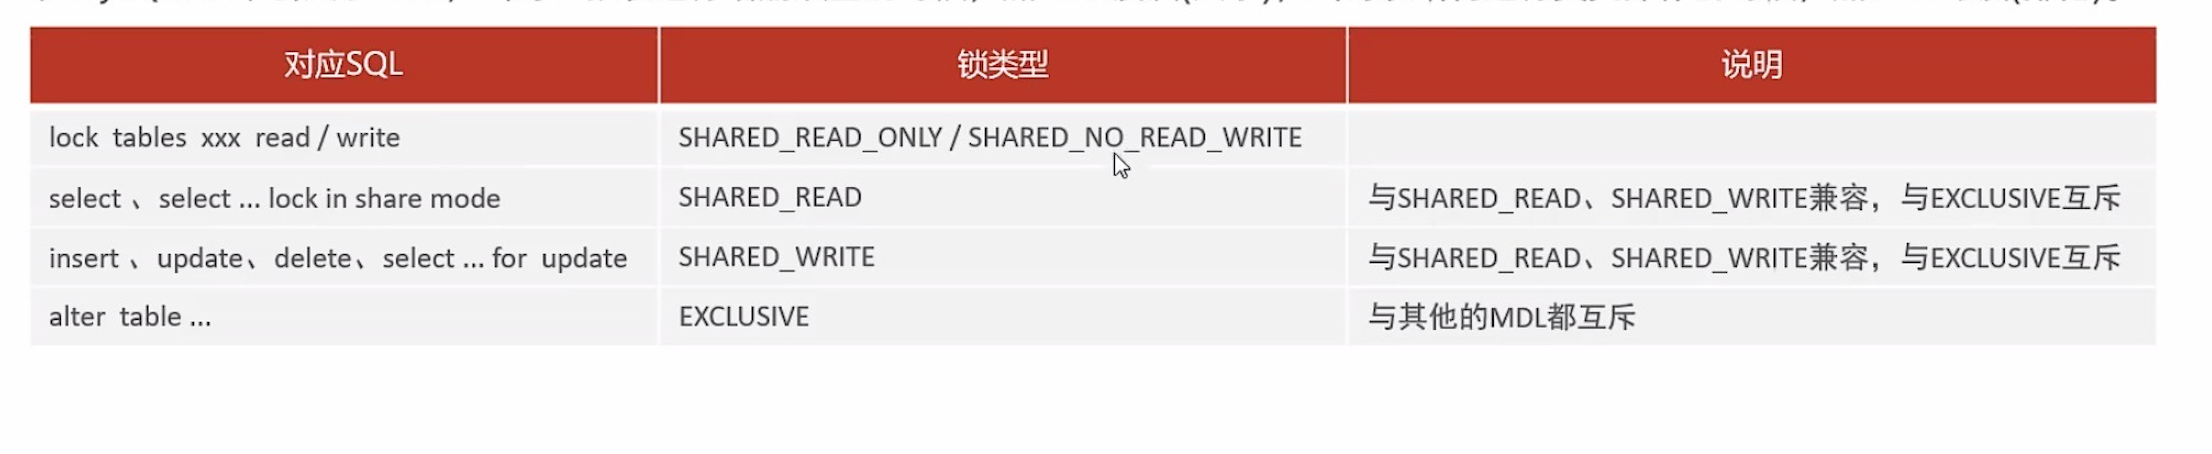 对应SQL 锁类型 说明
lock tables xxx read / write SHARED_READ_ONLY / SHARED_NO_READ_WRITE
select 、select ... lock in share mode SHARED_READ 与SHARED_READ、SHARED_WRITE兼容，与EXCLUSIVE互斥
insert 、update、delete、select ... for update SHARED_WRITE 与SHARED_READ、SHARED_WRITE兼容，与EXCLUSIVE互斥
alter table ... EXCLUSIVE 与其他的MDL都互斥